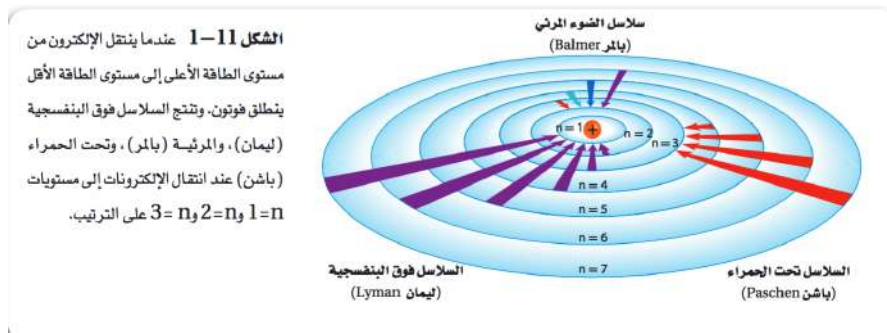 الشكل 11–1 عندما ينتقل الإلكترون من
مستوى الطاقة الأعلى إلى مستوى الطاقة الأقل
ينطلق فوتون. وتنتج السلاسل فوق البنفسجية
(ليمان)، والمرئية (بالمر)، وتحت الحمراء
(باشن) عند انتقال الإلكترونات إلى مستويات
n=1 وn=2 وn =3 على الترتيب.
سلاسل الضوء المرئي
(بالمر Balmer)
n=1
+
n=2
n=3
n=4
n=5
n=6
n=7
السلاسل تحت الحمراء
(باشن Paschen)
السلاسل فوق البنفسجية
(ليمان Lyman)